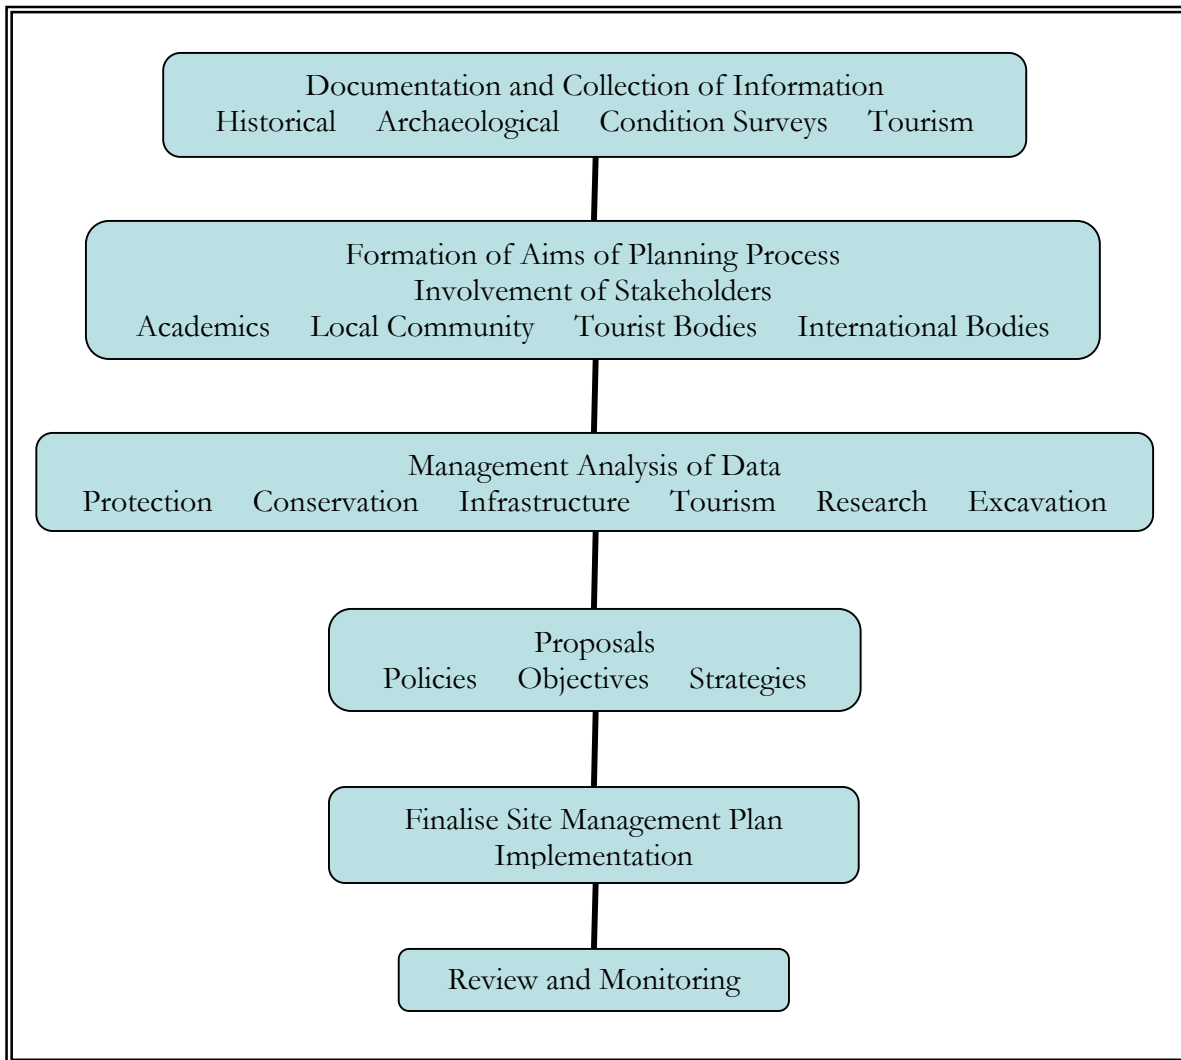 Documentation and Collection of Information
Historical Archaeological Condition Surveys Tourism
Formation of Aims of Planning Process
Involvement of Stakeholders
Academics Local Community Tourist Bodies International Bodies
Management Analysis of Data
Protection Conservation Infrastructure Tourism Research Excavation
Proposals
Policies Objectives Strategies
Finalise Site Management Plan
Implementation
Review and Monitoring